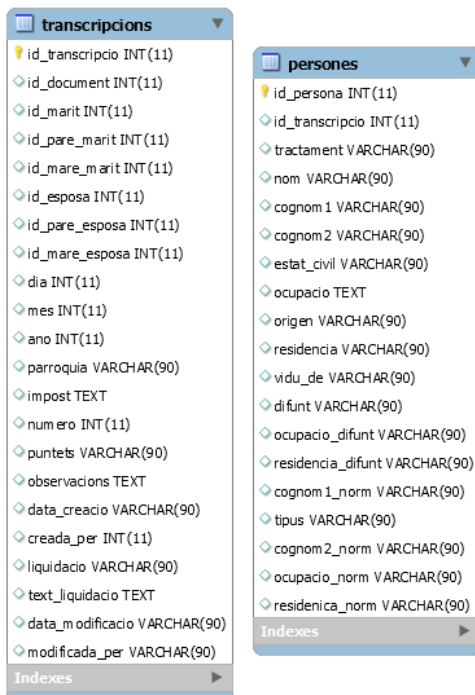 transcripcions
id_transcripcio INT(11)
id_document INT(11)
id_marit INT(11)
id_pare_marit INT(11)
id_mare_marit INT(11)
id_esposa INT(11)
id_pare_esposa INT(11)
id_mare_esposa INT(11)
dia INT(11)
mes INT(11)
ano INT(11)
parroquia VARCHAR(90)
impost TEXT
numero INT(11)
puntets VARCHAR(90)
observacions TEXT
data_creacio VARCHAR(90)
creada_per INT(11)
liquidacio VARCHAR(90)
text_liquidacio TEXT
data_modificacio VARCHAR(90)
modificada_per VARCHAR(90)
Indexes
persones
id_persona INT(11)
id_transcripcio INT(11)
tractament VARCHAR(90)
nom VARCHAR(90)
cognom1 VARCHAR(90)
cognom2 VARCHAR(90)
estat_civil VARCHAR(90)
ocupacio TEXT
origen VARCHAR(90)
residencia VARCHAR(90)
vidu_de VARCHAR(90)
difunt VARCHAR(90)
ocupacio_difunt VARCHAR(90)
residencia_difunt VARCHAR(90)
cognom1_norm VARCHAR(90)
tipus VARCHAR(90)
cognom2_norm VARCHAR(90)
ocupacio_norm VARCHAR(90)
residenica_norm VARCHAR(90)
Indexes